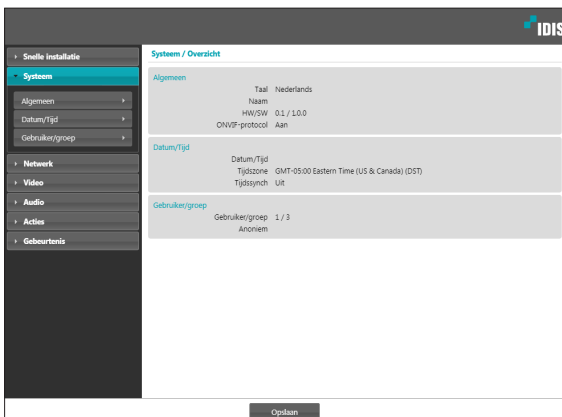 IDIS
Snelle installatie
Systeem
Algemeen
Datum/Tijd
Gebruiker/groep
Netwerk
Video
Audio
Acties
Gebeurtenis
Systeem / Overzicht
Algemeen
Taal Nederlands
Naam
HW/SW 0.1 / 1.0.0
ONVIF-protocol Aan
Datum/Tijd
Datum/Tijd
Tijdszone GMT-05:00 Eastern Time (US & Canada) (DST)
Tijdssynch Uit
Gebruiker/groep
Gebruiker/groep 1 / 3
Anoniem
Opslaan